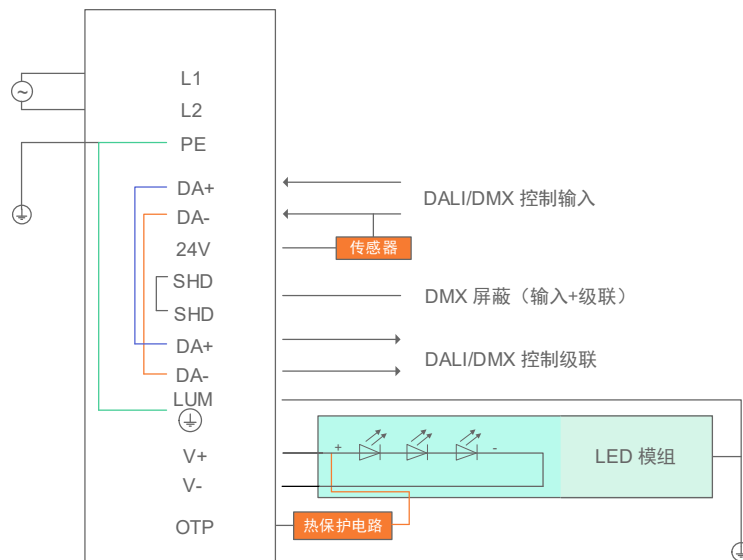 L1
L2
PE
DA+
DALI/DMX 控制输入
DA-
24V
传感器
SHD
DMX 屏蔽（输入+级联）
SHD
DA+
DALI/DMX 控制级联
DA-
LUM
V+
+
-
LED 模组
V-
OTP
热保护电路